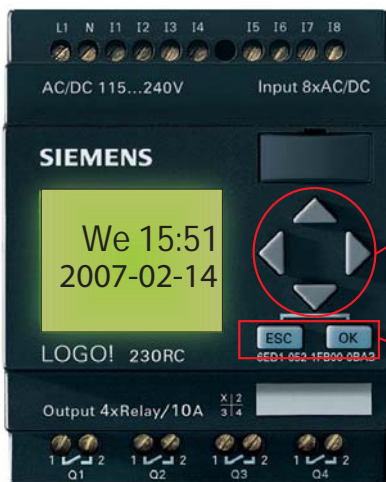 L1 N I1 I2 I3 I4 I5 I6 I7 I8
AC/DC 115...240V Input 8xAC/DC
SIEMENS
We 15:51
2007-02-14
ESC OK
LOGO! 230RC 6ED1 052-1FB00-0BA3
Output 4xRelay/10A X 2
3 4
1 2 1 2 1 2 1 2
Q1 Q2 Q3 Q4